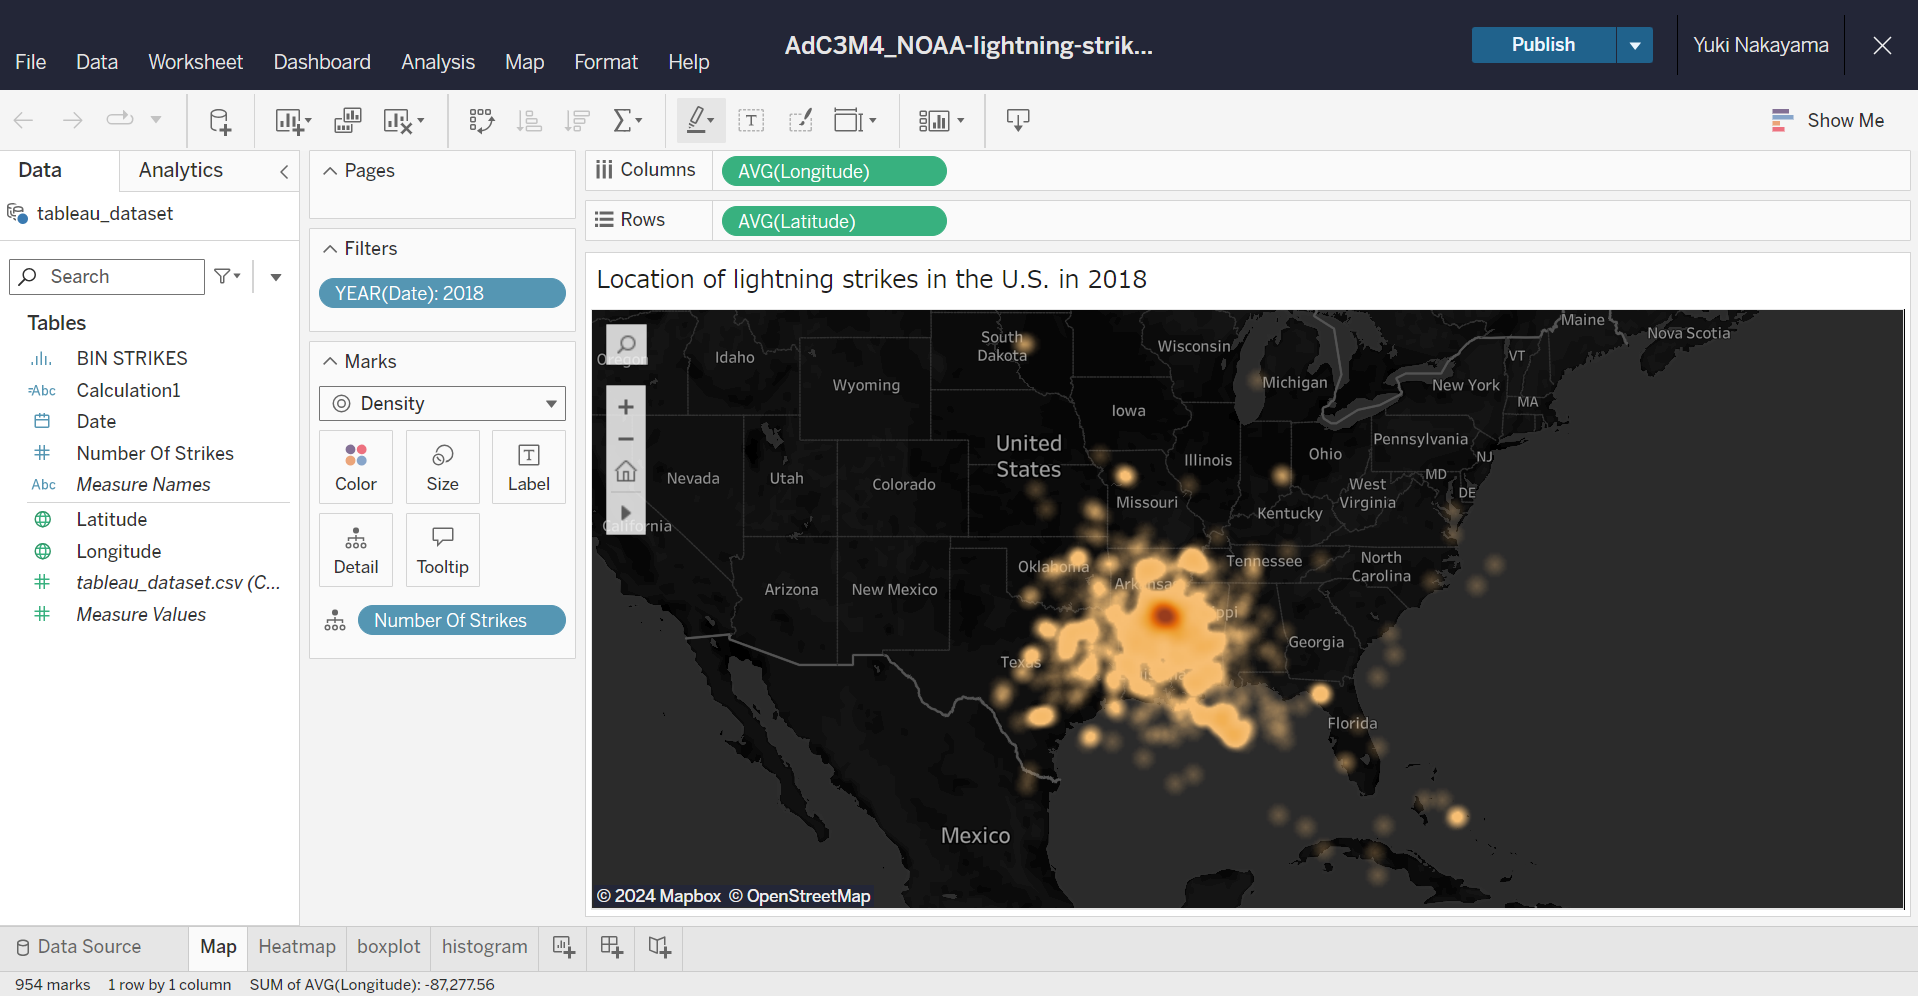 AdC3M4_NOAA-lightning-strik...
Publish
Yuki Nakayama
File Data Worksheet Dashboard Analysis Map Format Help
Show Me
Data Analytics
tableau_dataset
Search
Tables
BIN STRIKES
Abc Calculation1
Date
Number Of Strikes
Abc Measure Names
Latitude
Longitude
tableau_dataset.csv (C...
Measure Values
Pages
Filters
YEAR(Date): 2018
Marks
Density
Color Size Label
Detail Tooltip
Number Of Strikes
Columns AVG(Longitude)
Rows AVG(Latitude)
Location of lightning strikes in the U.S. in 2018
Maine
Nova Scotia
South
Dakota
Wisconsin
VT
Oregon
Idaho
Wyoming
Michigan
New York
MA
Iowa
United
States
Pennsylvania
Ohio
NJ
Illinois
MD
Nevada
Utah
Colorado
West
Virginia
DE
Missouri
Kentucky
California
Oklahoma
Tennessee
North
Carolina
Arizona
New Mexico
Arkansas
ppi
Georgia
Texas
Florida
Mexico
© 2024 Mapbox © OpenStreetMap
Data Source Map Heatmap boxplot histogram
954 marks 1 row by 1 column SUM of AVG(Longitude): -87,277.56